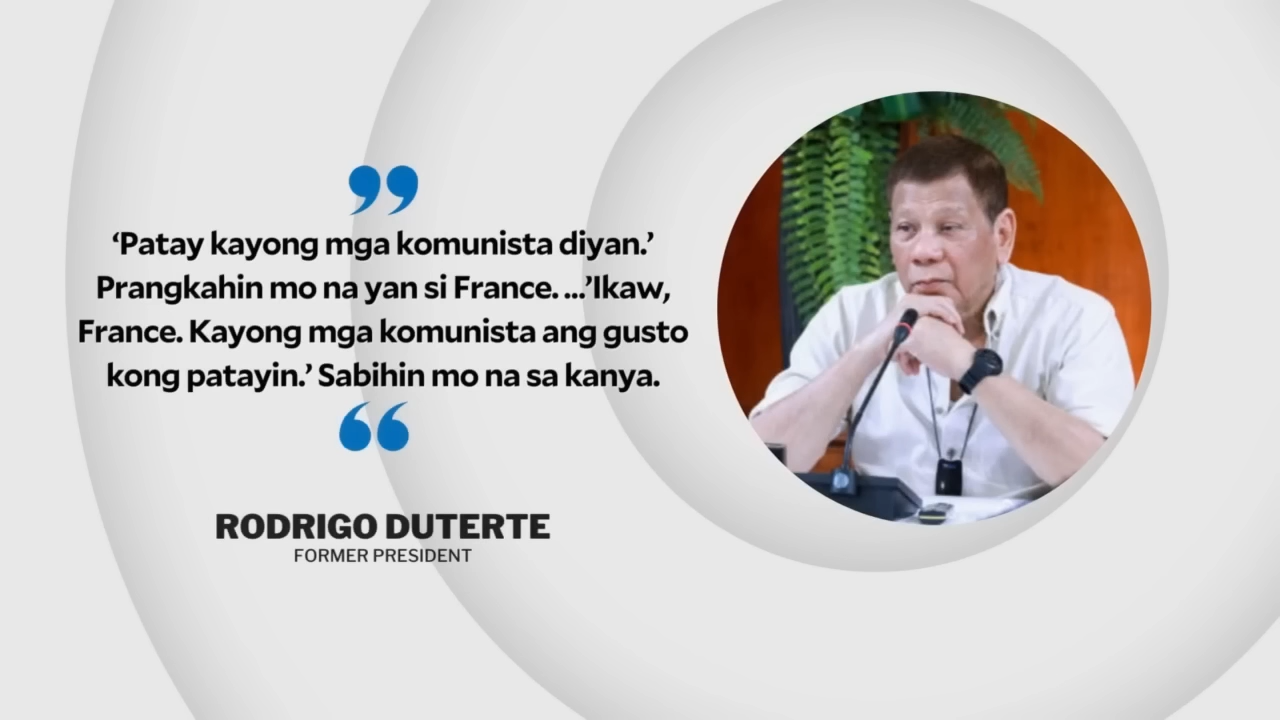 ”
‘Patay kayong mga komunista diyan.’
Prangkahin mo na yan si France. ...’Ikaw,
France. Kayong mga komunista ang gusto
kong patayin.’ Sabihin mo na sa kanya.
“
RODRIGO DUTERTE
FORMER PRESIDENT